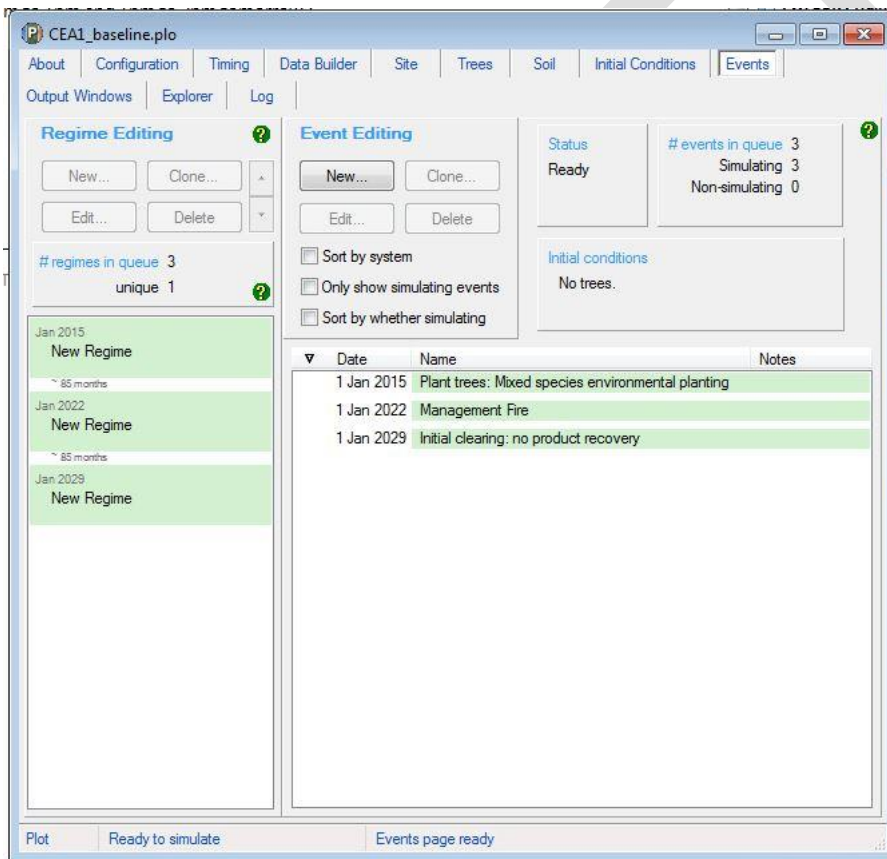 CEA1_baseline.plo
About Configuration Timing Data Builder Site Trees Soil Initial Conditions Events
Output Windows Explorer Log
Regime Editing
New... Clone...
Edit... Delete
# regimes in queue 3
unique 1
Jan 2015
New Regime
~ 85 months
Jan 2022
New Regime
~ 85 months
Jan 2029
New Regime
Event Editing
New... Clone...
Edit... Delete
Sort by system
Only show simulating events
Sort by whether simulating
Status
Ready
# events in queue 3
Simulating 3
Non-simulating 0
Initial conditions
No trees.
Date Name Notes
1 Jan 2015 Plant trees: Mixed species environmental planting
1 Jan 2022 Management Fire
1 Jan 2029 Initial clearing: no product recovery
Plot Ready to simulate Events page ready